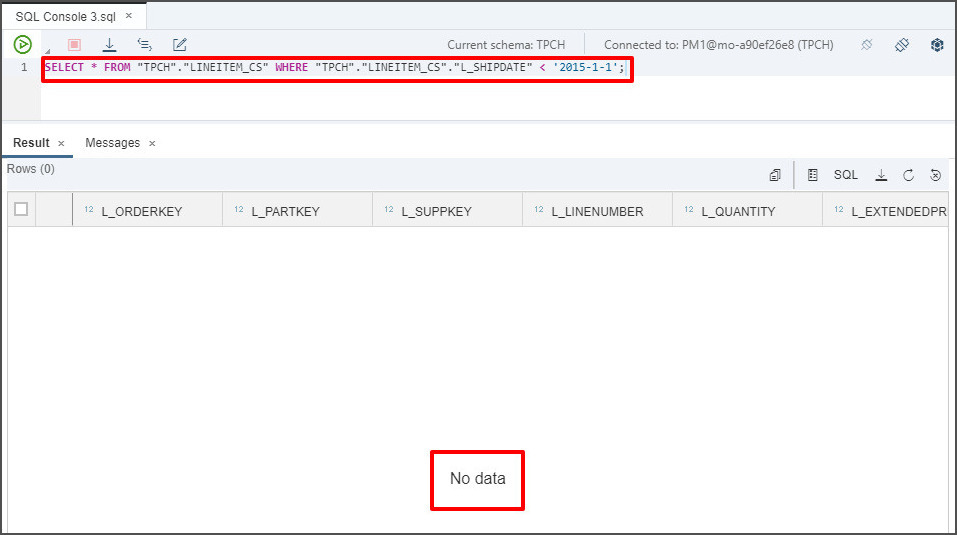 SQL Console 3.sql ×
Current schema: TPCH Connected to: PM1@mo-a90ef26e8 (TPCH)
1 SELECT * FROM "TPCH"."LINEITEM_CS" WHERE "TPCH"."LINEITEM_CS"."L_SHIPDATE" < '2015-1-1';
Result × Messages ×
Rows (0) SQL
12 L_ORDERKEY 12 L_PARTKEY 12 L_SUPPKEY 12 L_LINENUMBER 12 L_QUANTITY 12 L_EXTENDEDPR
No data